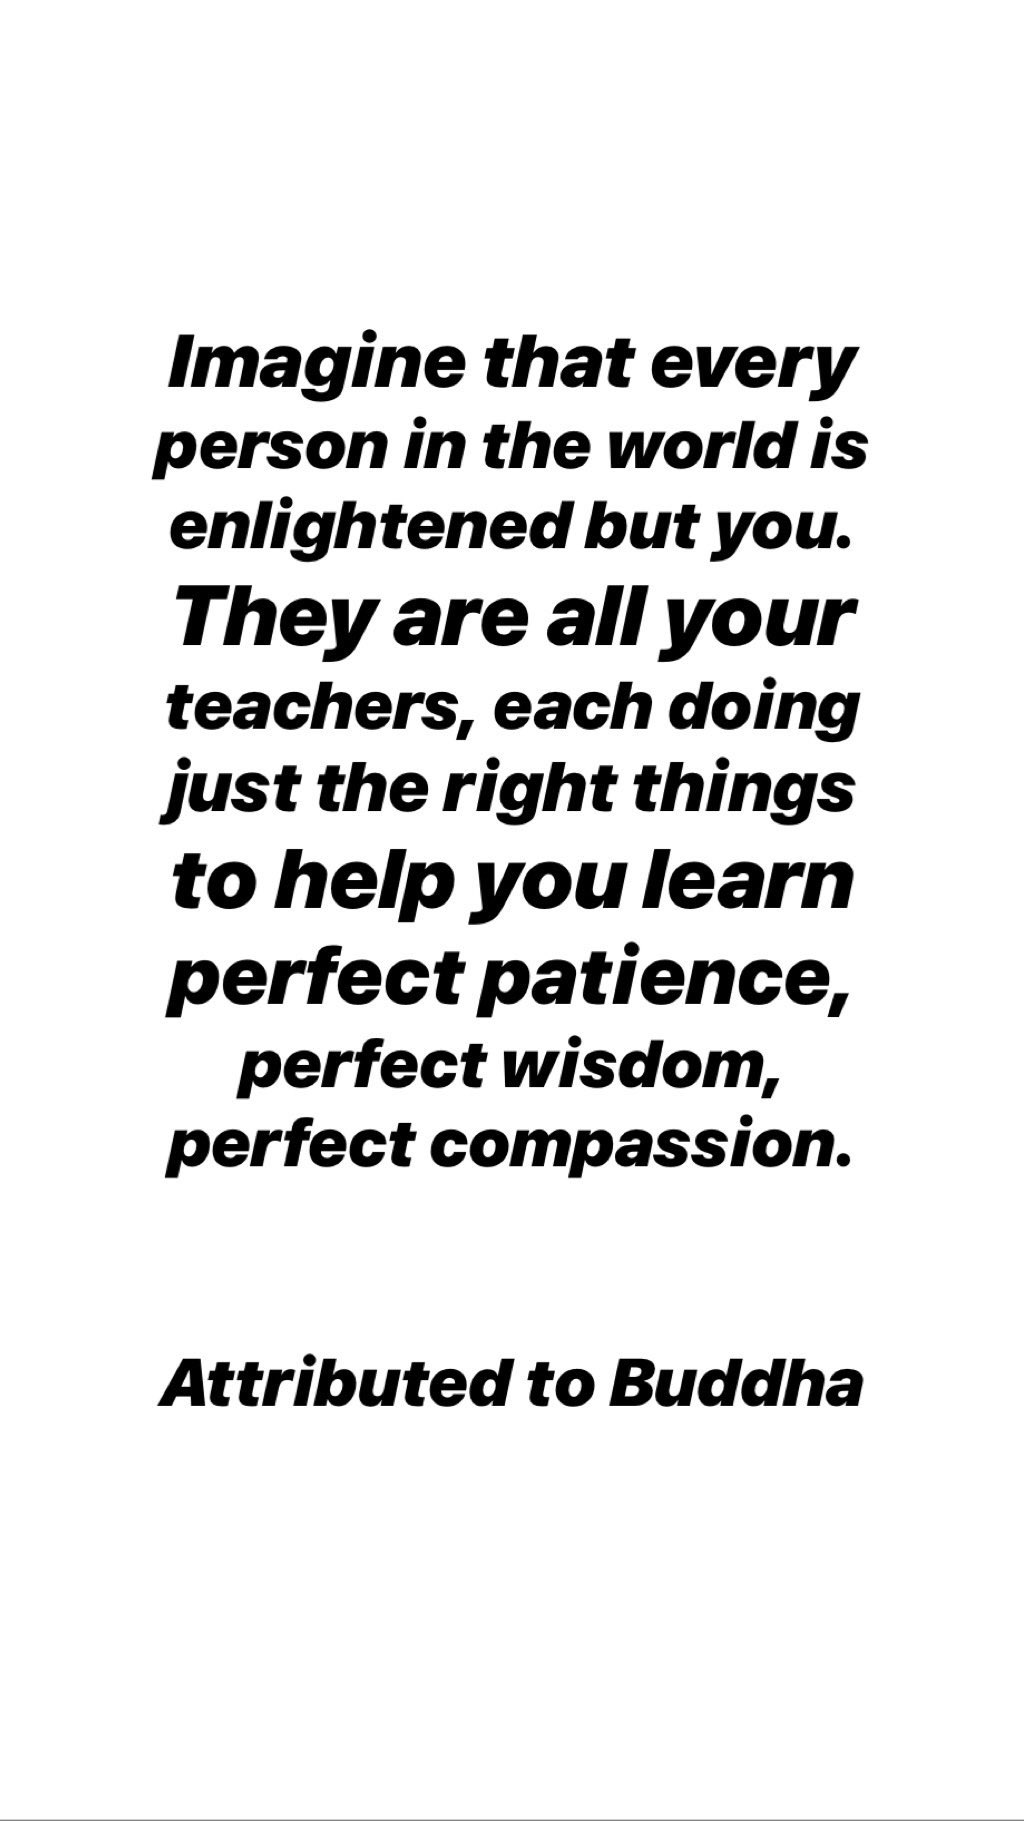 Imagine that every
person in the world is
enlightened but you.
They are all your
teachers, each doing
just the right things
to help you learn
perfect patience,
perfect wisdom,
perfect compassion.
Attributed to Buddha